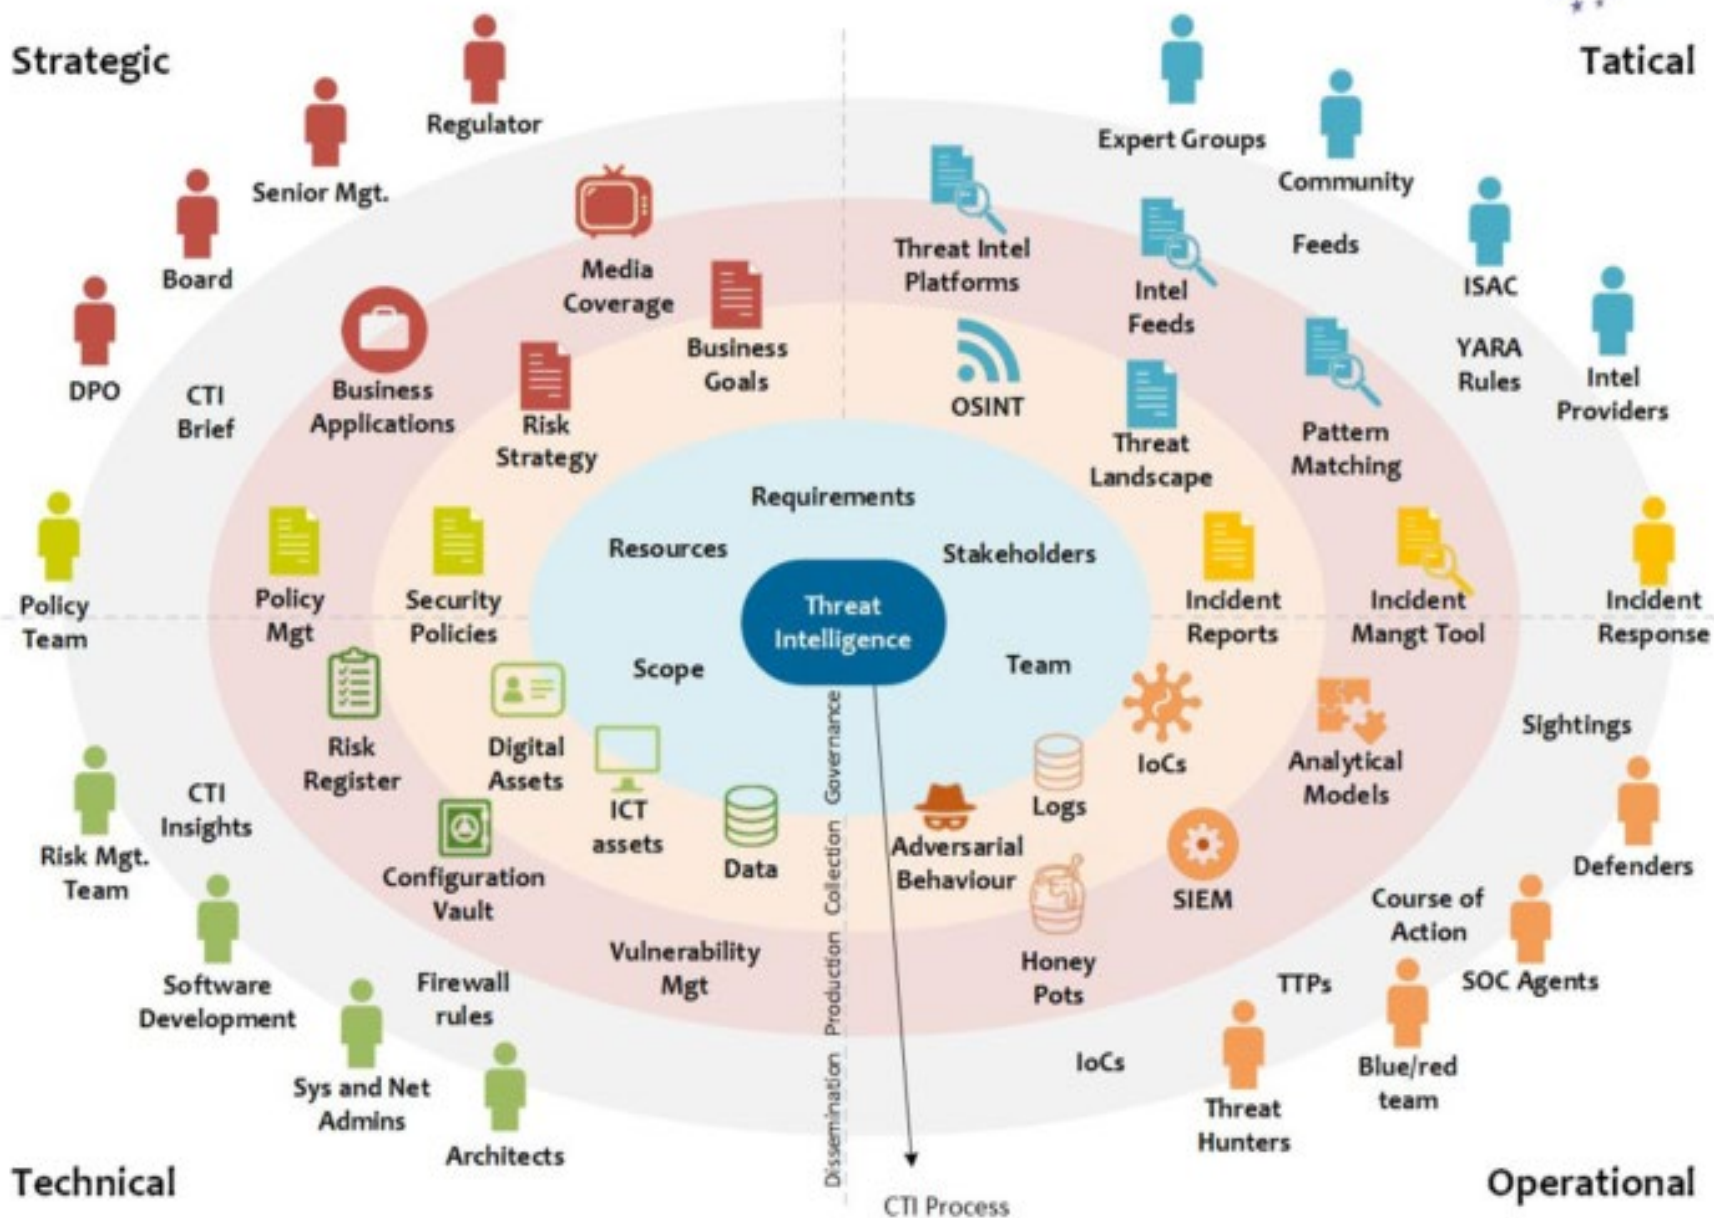 Strategic
Tatical
Regulator
Senior Mgt.
Board
DPO
CTI
Brief
Media
Coverage
Business
Goals
Business
Applications
Risk
Strategy
Expert Groups
Community
Feeds
ISAC
YARA
Rules
Intel
Providers
Threat Intel
Platforms
Intel
Feeds
OSINT
Threat
Landscape
Pattern
Matching
Policy
Team
Policy
Mgt
Security
Policies
Requirements
Resources
Stakeholders
Threat
Intelligence
Scope
Team
Incident
Reports
Incident
Mangt Tool
Incident
Response
Risk
Register
Digital
Assets
ICT
assets
Data
Configuration
Vault
Vulnerability
Mgt
Risk Mgt.
Team
CTI
Insights
Software
Development
Firewall
rules
Sys and Net
Admins
Architects
Dissemination Production Collection Governance
IoCs
Logs
Adversarial
Behaviour
Analytical
Models
SIEM
Honey
Pots
Sightings
Defenders
Course of
Action
SOC Agents
TTPs
Blue/red
team
IoCs
Threat
Hunters
Technical
CTI Process
Operational